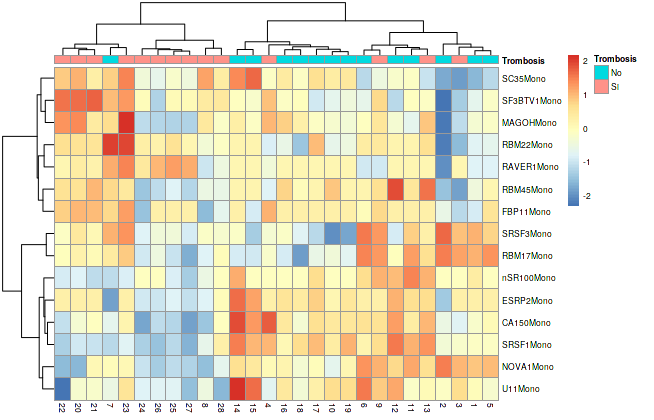 Trombosis
SC35Mono
SF3BTV1Mono
MAGOHMono
RBM22Mono
RAVER1Mono
RBM45Mono
FBP11Mono
SRSF3Mono
RBM17Mono
nSR100Mono
ESRP2Mono
CA150Mono
SRSF1Mono
NOVA1Mono
U11Mono
22 20 21 7 23 24 26 25 27 8 28 14 15 4 16 18 17 10 19 6 9 12 11 13 2 3 1 5
2
1
0
-1
-2
Trombosis
No
SI